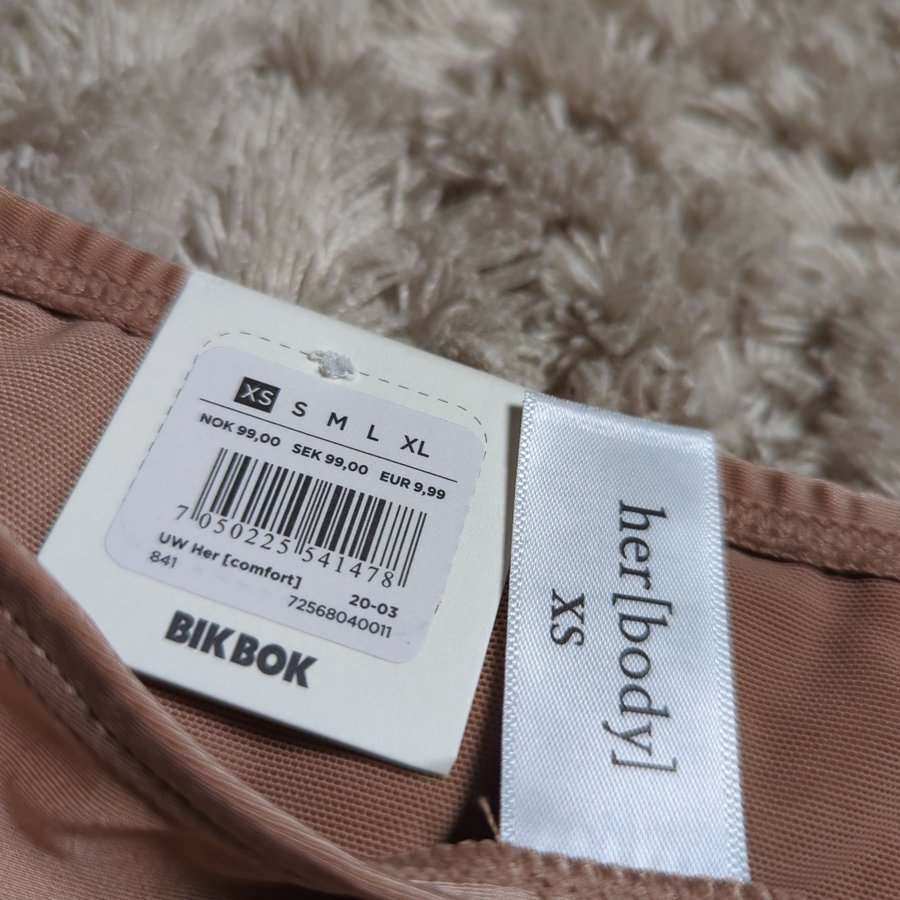 XS S M L XL
NOK 99,00 SEK 99,00 EUR 9,99
7 050225 541478
UW Her [comfort]
841 20-03
72568040011
BIKBOK
her[body]
XS